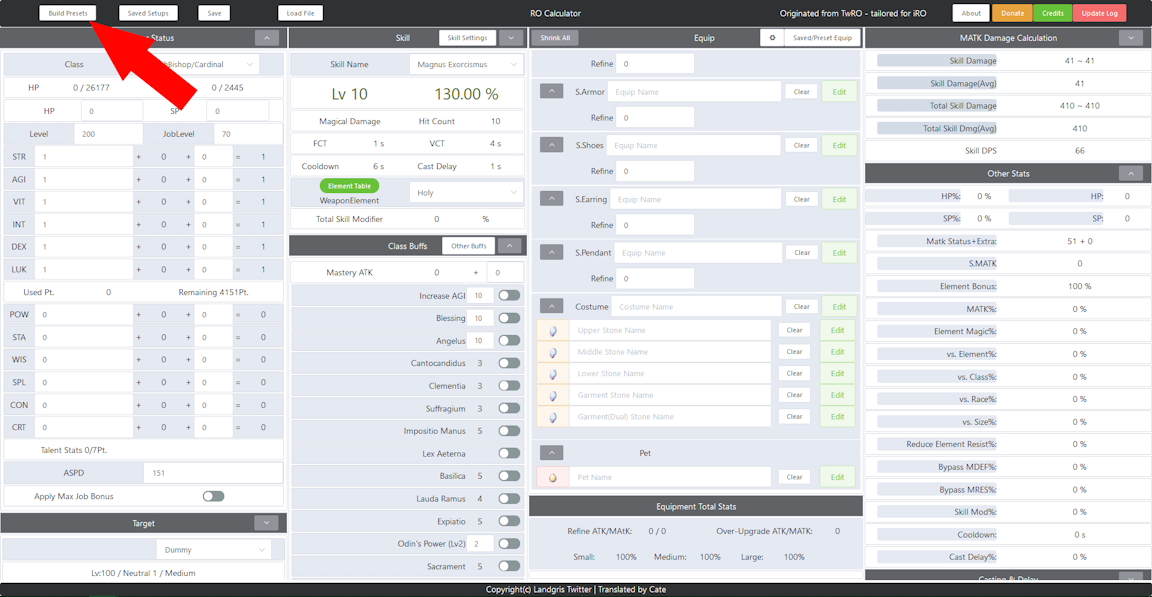 Build Presets
Saved Setups
Save
Load File
RO Calculator
Originated from TwRO - tailored for iRO
About
Donate
Credits
Update Log
Status
Class
Bishop/Cardinal
HP 0 / 26177 0 / 2445
HP 0 SP 0
Level 200 JobLevel 70
STR 1 + 0 + 0 = 1
AGI 1 + 0 + 0 = 1
VIT 1 + 0 + 0 = 1
INT 1 + 0 + 0 = 1
DEX 1 + 0 + 0 = 1
LUK 1 + 0 + 0 = 1
Used Pt. 0 Remaining 4151Pt.
POW 0 + 0 + 0 = 0
STA 0 + 0 + 0 = 0
WIS 0 + 0 + 0 = 0
SPL 0 + 0 + 0 = 0
CON 0 + 0 + 0 = 0
CRT 0 + 0 + 0 = 0
Talent Stats 0/7Pt.
ASPD 151
Apply Max Job Bonus
Target
Dummy
Lv:100 / Neutral 1 / Medium
Skill Skill Settings
Skill Name Magnus Exorcismus
Lv 10 130.00 %
Magical Damage Hit Count 10
FCT 1 s VCT 4 s
Cooldown 6 s Cast Delay 1 s
Element Table
WeaponElement Holy
Total Skill Modifier 0 %
Class Buffs Other Buffs
Mastery ATK 0 + 0
Increase AGI 10
Blessing 10
Angelus 10
Cantocandidus 3
Clementia 3
Suffragium 3
Impositio Manus 5
Lex Aeterna
Basilica 5
Lauda Ramus 4
Expiatio 5
Odin's Power (Lv2) 2
Sacrament 5
Shrink All Equip Saved/Preset Equip
Refine 0
S.Armor Equip Name Clear Edit
Refine 0
S.Shoes Equip Name Clear Edit
Refine 0
S.Earring Equip Name Clear Edit
Refine 0
S.Pendant Equip Name Clear Edit
Refine 0
Costume Costume Name Clear Edit
Upper Stone Name Clear Edit
Middle Stone Name Clear Edit
Lower Stone Name Clear Edit
Garment Stone Name Clear Edit
Garment(Dual) Stone Name Clear Edit
Pet
Pet Name Clear Edit
Equipment Total Stats
Refine ATK/MAtK: 0 / 0 Over-Upgrade ATK/MATK: 0
Small: 100% Medium: 100% Large: 100%
MATK Damage Calculation
Skill Damage 41 ~ 41
Skill Damage(Avg) 41
Total Skill Damage 410 ~ 410
Total Skill Dmg(Avg) 410
Skill DPS 66
Other Stats
HP%: 0 % HP: 0
SP%: 0 % SP: 0
Matk Status+Extra: 51 + 0
S.MATK 0
Element Bonus: 100 %
MATK%: 0 %
Element Magic%: 0 %
vs. Element%: 0 %
vs. Class%: 0 %
vs. Race%: 0 %
vs. Size%: 0 %
Reduce Element Resist%: 0 %
Bypass MDEF%: 0 %
Bypass MRES%: 0 %
Skill Mod%: 0 %
Cooldown: 0 s
Cast Delay%: 0 %
Casting & Delay
Copyright(c) Landgris Twitter | Translated by Cate